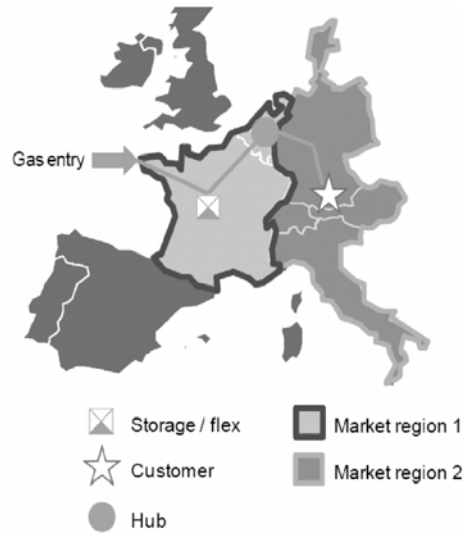 Gas entry
Storage / flex
Market region 1
Customer
Market region 2
Hub